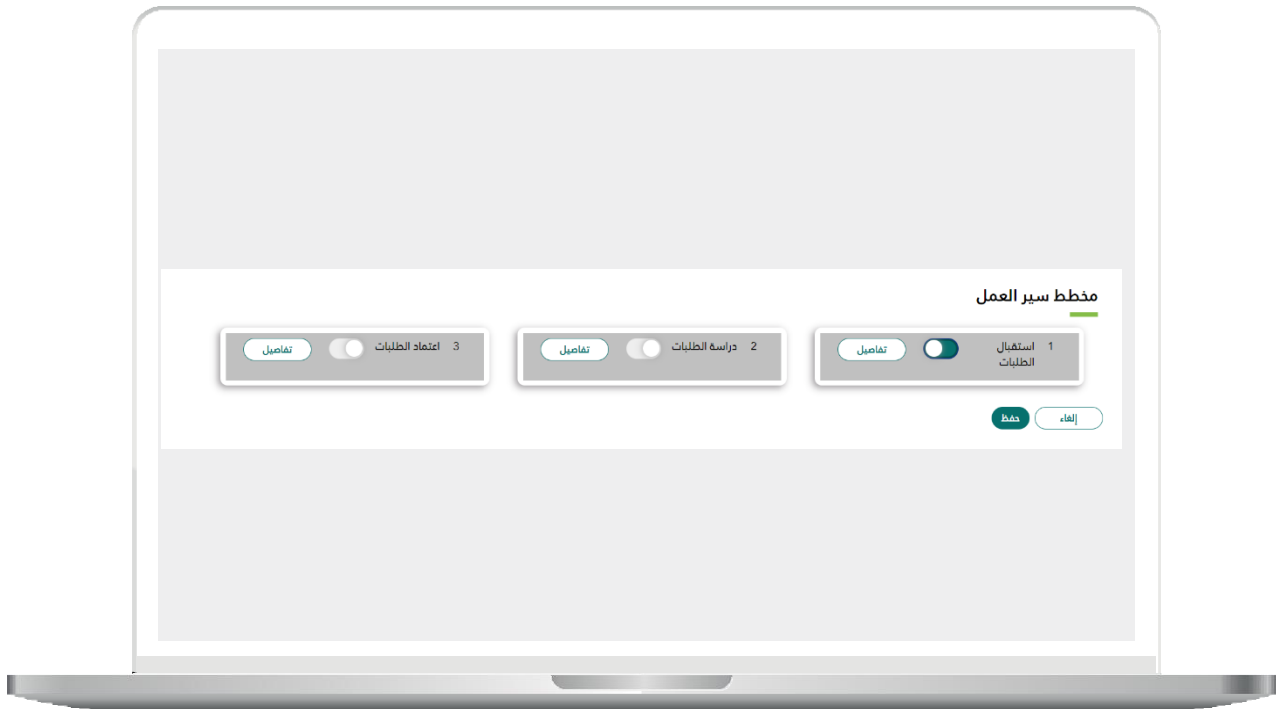 مخطط سير العمل
1 استقبال
الطلبات
تفاصيل
2 دراسة الطلبات
تفاصيل
3 اعتماد الطلبات
تفاصيل
إلغاء
حفظ